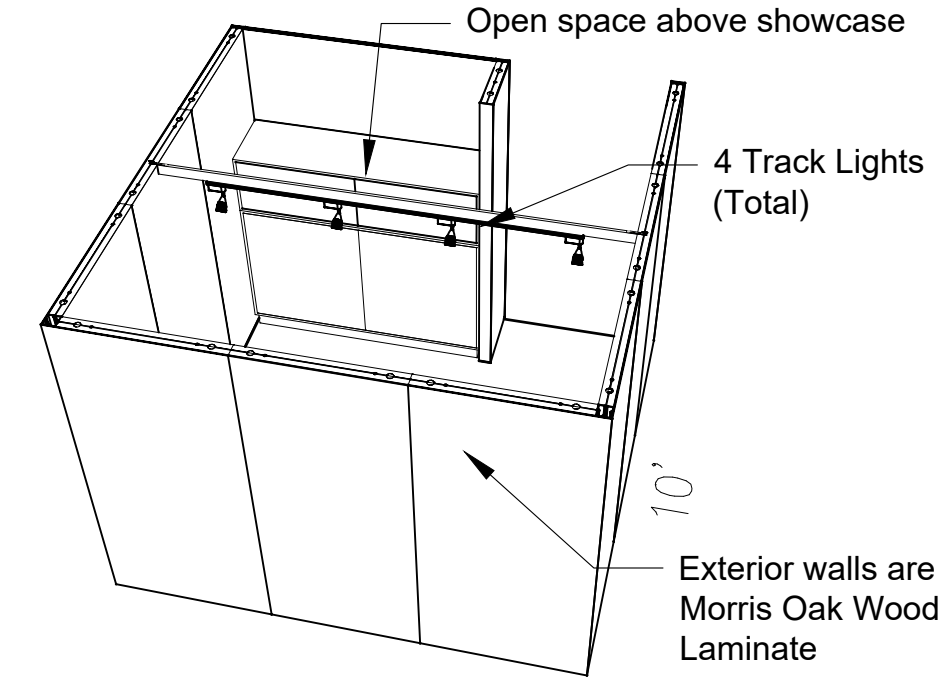 Open space above showcase
4 Track Lights
(Total)
10'
Exterior walls are
Morris Oak Wood
Laminate